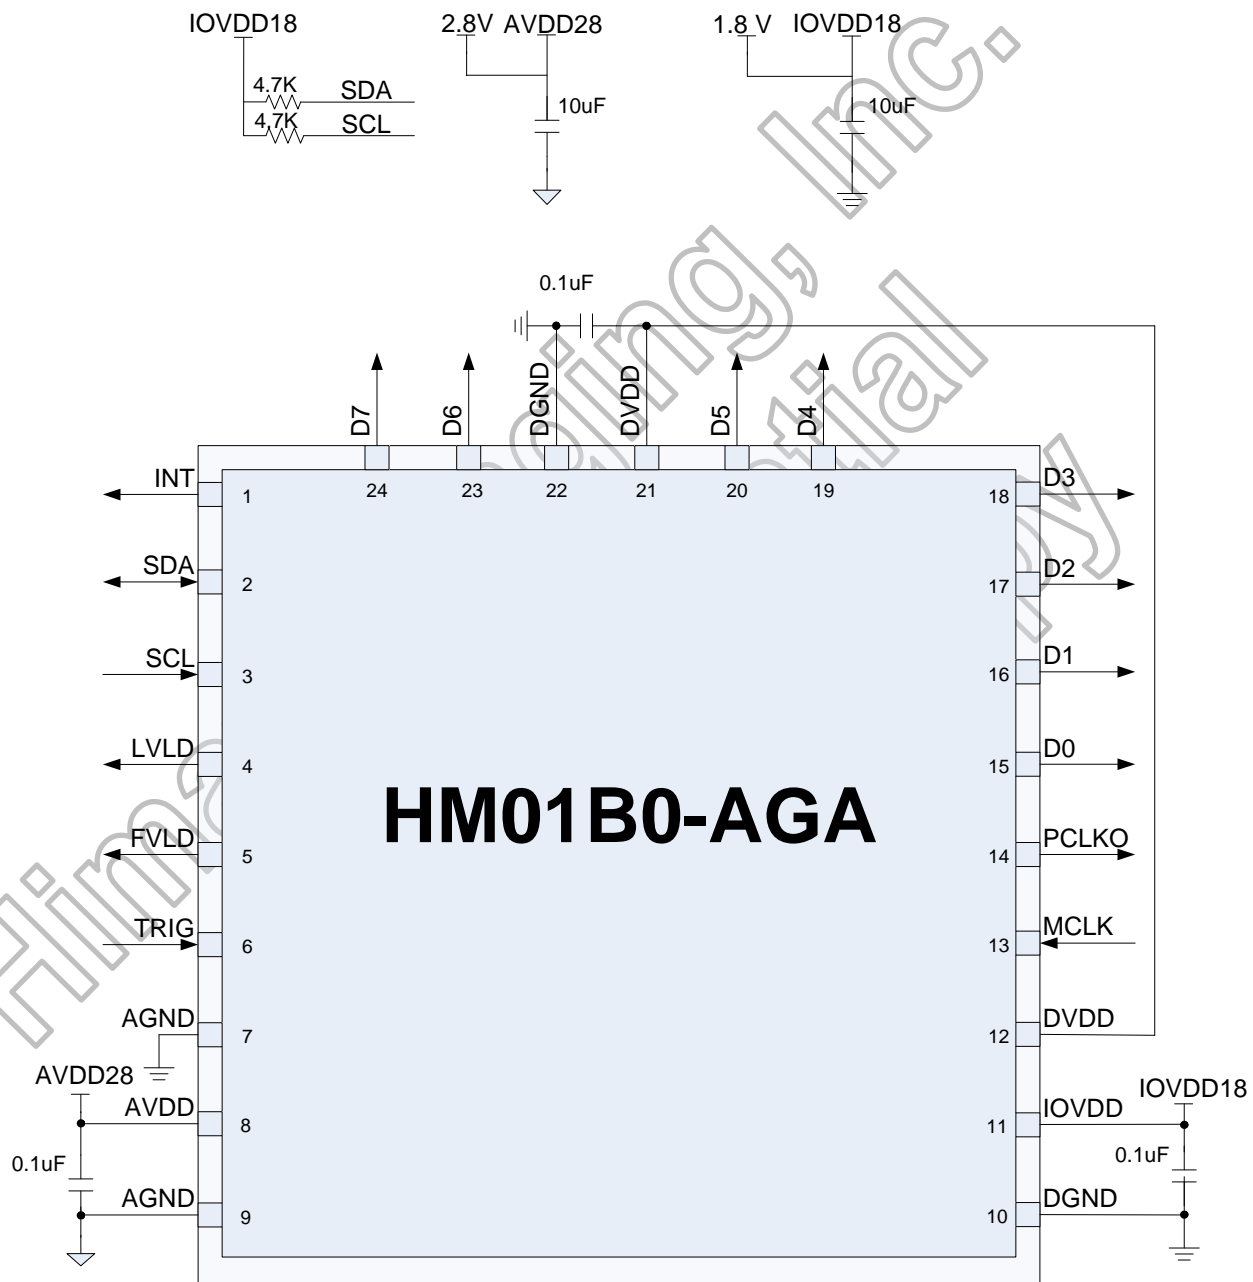 IOVDD18
2.8V AVDD28
1.8 V IOVDD18
4.7K SDA
4.7K SCL
10uF
10uF
0.1uF
D7
D6
DGND
DVDD
D5
D4
24
23
22
21
20
19
INT 1
SDA 2
SCL 3
LVLD 4
FVLD 5
TRIG 6
AGND 7
AVDD28
AVDD 8
0.1uF
AGND 9
HM01B0-AGA
18 D3
17 D2
16 D1
15 D0
14 PCLKO
13 MCLK
12 DVDD
IOVDD18
11 IOVDD
0.1uF
10 DGND
Inc.